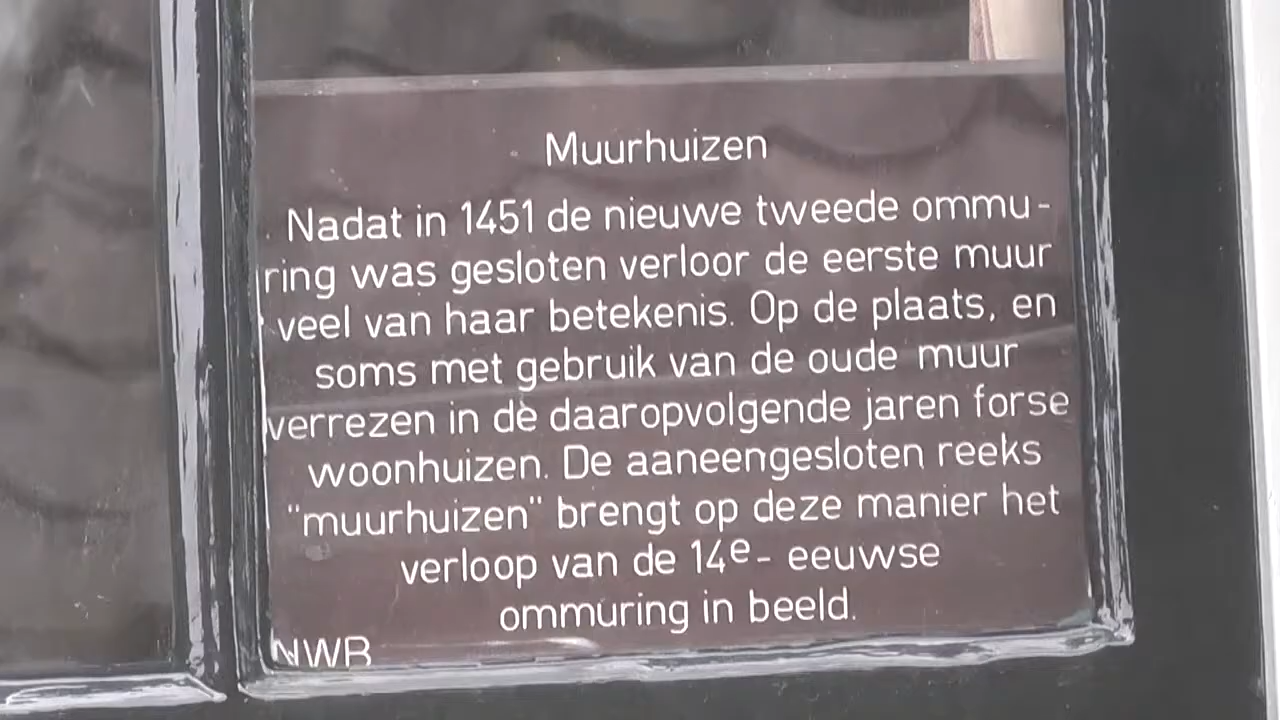 Muurhuizen
Nadat in 1451 de nieuwe tweede ommu-
ring was gesloten verloor de eerste muur
veel van haar betekenis. Op de plaats, en
soms met gebruik van de oude muur
verrezen in de daaropvolgende jaren forse
woonhuizen. De aaneengesloten reeks
"muurhuizen" brengt op deze manier het
verloop van de 14e- eeuwse
ommuring in beeld.
NWR